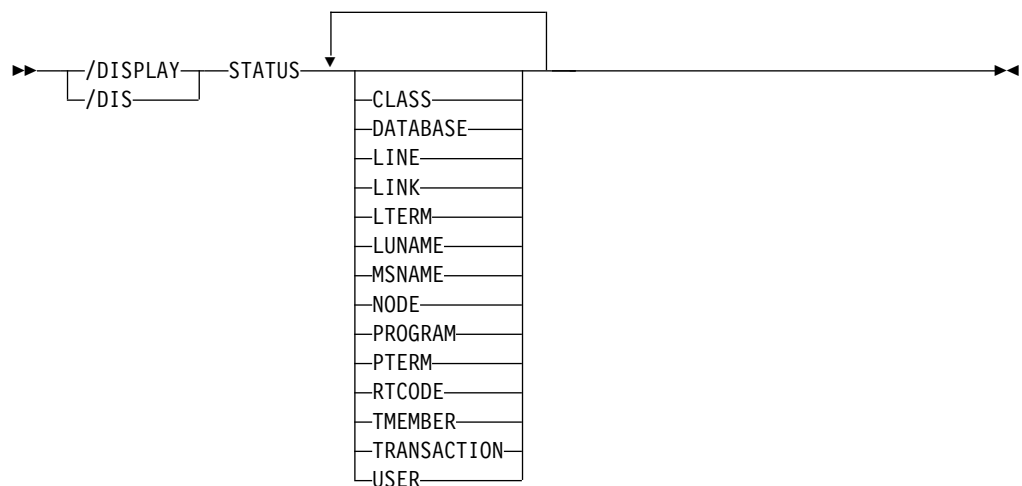 /DISPLAY STATUS
/DIS
CLASS
DATABASE
LINE
LINK
LTERM
LUNAME
MSNAME
NODE
PROGRAM
PTERM
RTCODE
TMEMBER
TRANSACTION
USER